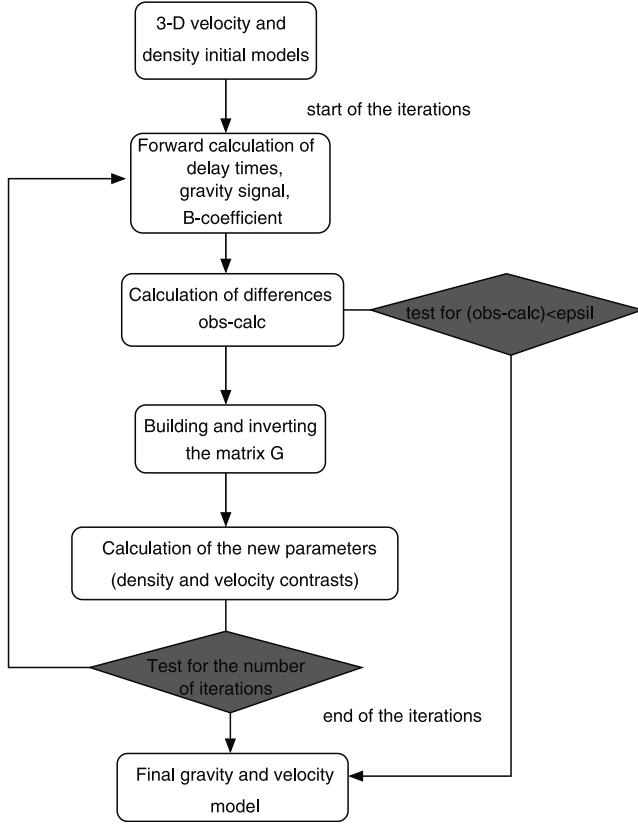 3-D velocity and
density initial models
start of the iterations
Forward calculation of
delay times,
gravity signal,
B-coefficient
Calculation of differences
obs-calc
test for (obs-calc)<epsil
Building and inverting
the matrix G
Calculation of the new parameters
(density and velocity contrasts)
Test for the number
of iterations
end of the iterations
Final gravity and velocity
model